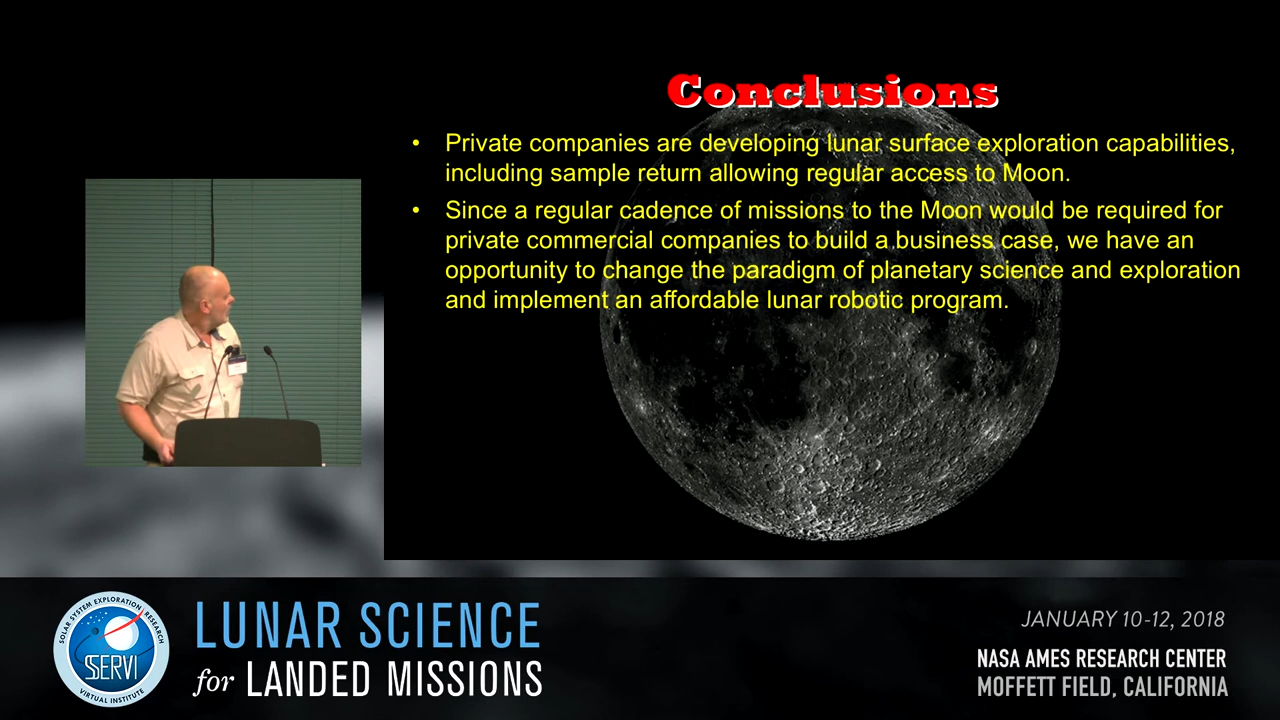 Conclusions
• Private companies are developing lunar surface exploration capabilities,
including sample return allowing regular access to Moon.
• Since a regular cadence of missions to the Moon would be required for
private commercial companies to build a business case, we have an
opportunity to change the paradigm of planetary science and exploration
and implement an affordable lunar robotic program.
SOLAR SYSTEM EXPLORATION RESEARCH
SSERVI
VIRTUAL INSTITUTE
LUNAR SCIENCE
for LANDED MISSIONS
JANUARY 10-12, 2018
NASA AMES RESEARCH CENTER
MOFFETT FIELD, CALIFORNIA